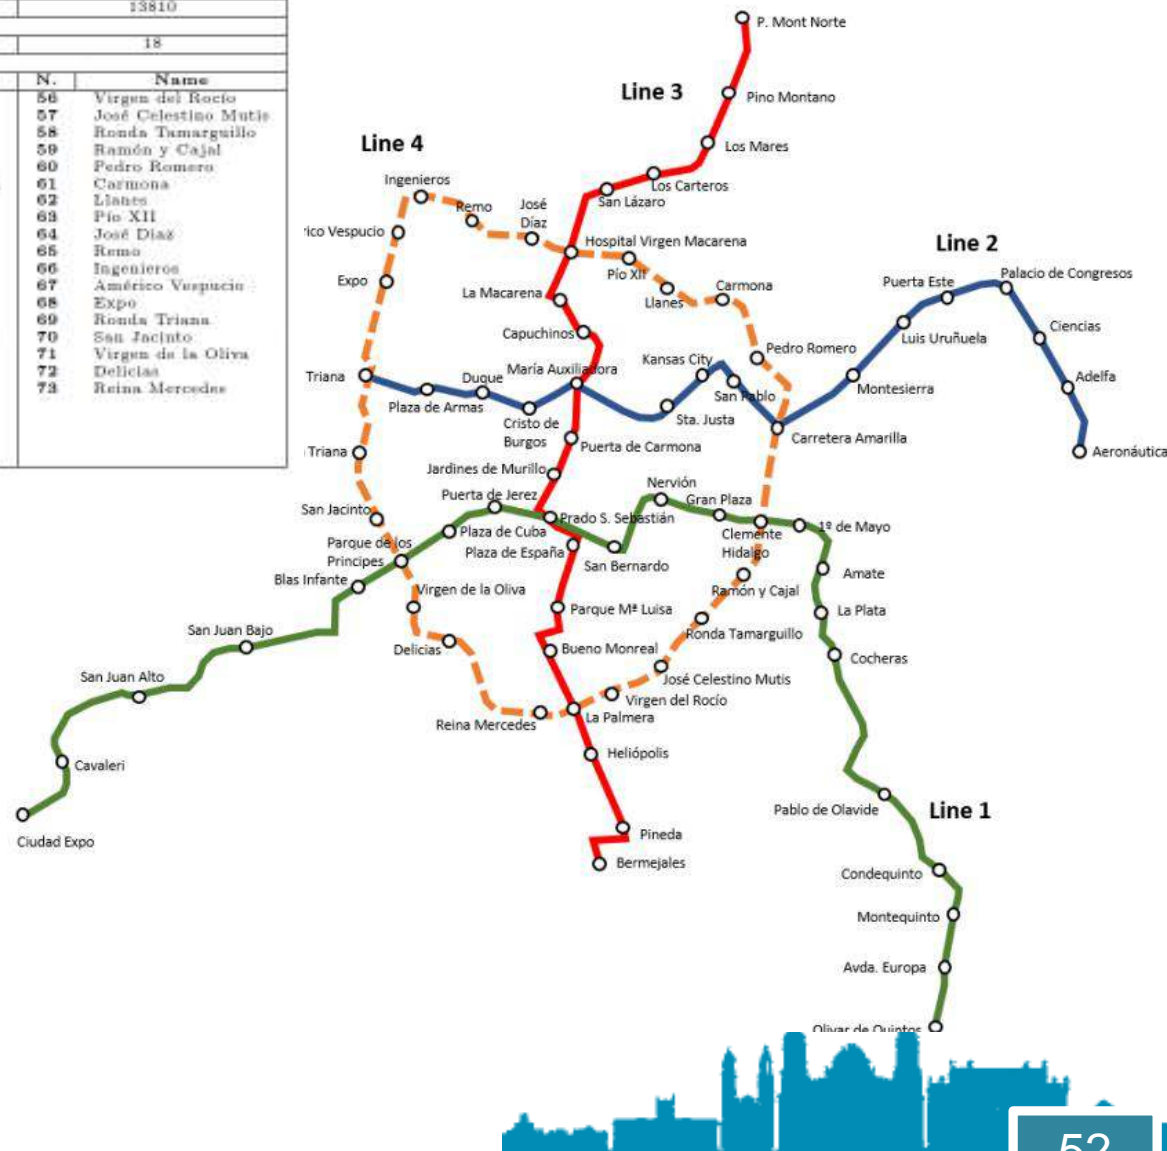 13810
18
N. Name
56 Virgen del Rocío
57 José Celestino Mutis
58 Ronda Tamarguillo
59 Ramón y Cajal
60 Pedro Romero
61 Carmona
62 Llanes
63 Pío XII
64 José Díaz
65 Remo
66 Ingenieros
67 Américo Vespucio
68 Expo
69 Ronda Triana
70 San Jacinto
71 Virgen de la Oliva
72 Delicias
73 Reina Mercedes
P. Mont Norte
Line 3
Pino Montano
Line 4
Los Mares
Ingenieros
Los Carteros
San Lázaro
Remo
José
Díaz
rico Vespucio
Hospital Virgen Macarena
Line 2
Pío XII
Palacio de Congresos
Expo
Puerta Este
Carmona
La Macarena
Llanes
Ciencias
Capuchinos
Luis Uruñuela
Pedro Romero
Kansas City
María Auxiliadora
Triana
Duque
Adelfa
Montesierra
San Pablo
Plaza de Armas
Sta. Justa
Cristo de
Burgos
Carretera Amarilla
Puerta de Carmona
Triana
Aeronáutica
Jardines de Murillo
Nervión
Puerta de Jerez
Gran Plaza
San Jacinto
Prado S. Sebastián
1º de Mayo
Plaza de Cuba
Clemente
Hidalgo
Parque de los
Principes
Plaza de España
San Bernardo
Amate
Blas Infante
Virgen de la Oliva
Ramón y Cajal
Parque Mª Luisa
La Plata
San Juan Bajo
Ronda Tamarguillo
Delicias
Bueno Monreal
Cocheras
San Juan Alto
José Celestino Mutis
Virgen del Rocío
La Palmera
Reina Mercedes
Heliópolis
Cavaleri
Pablo de Olavide
Line 1
Ciudad Expo
Pineda
Bermejales
Condequinto
Montequinto
Avda. Europa
Olivar de Quintos
52